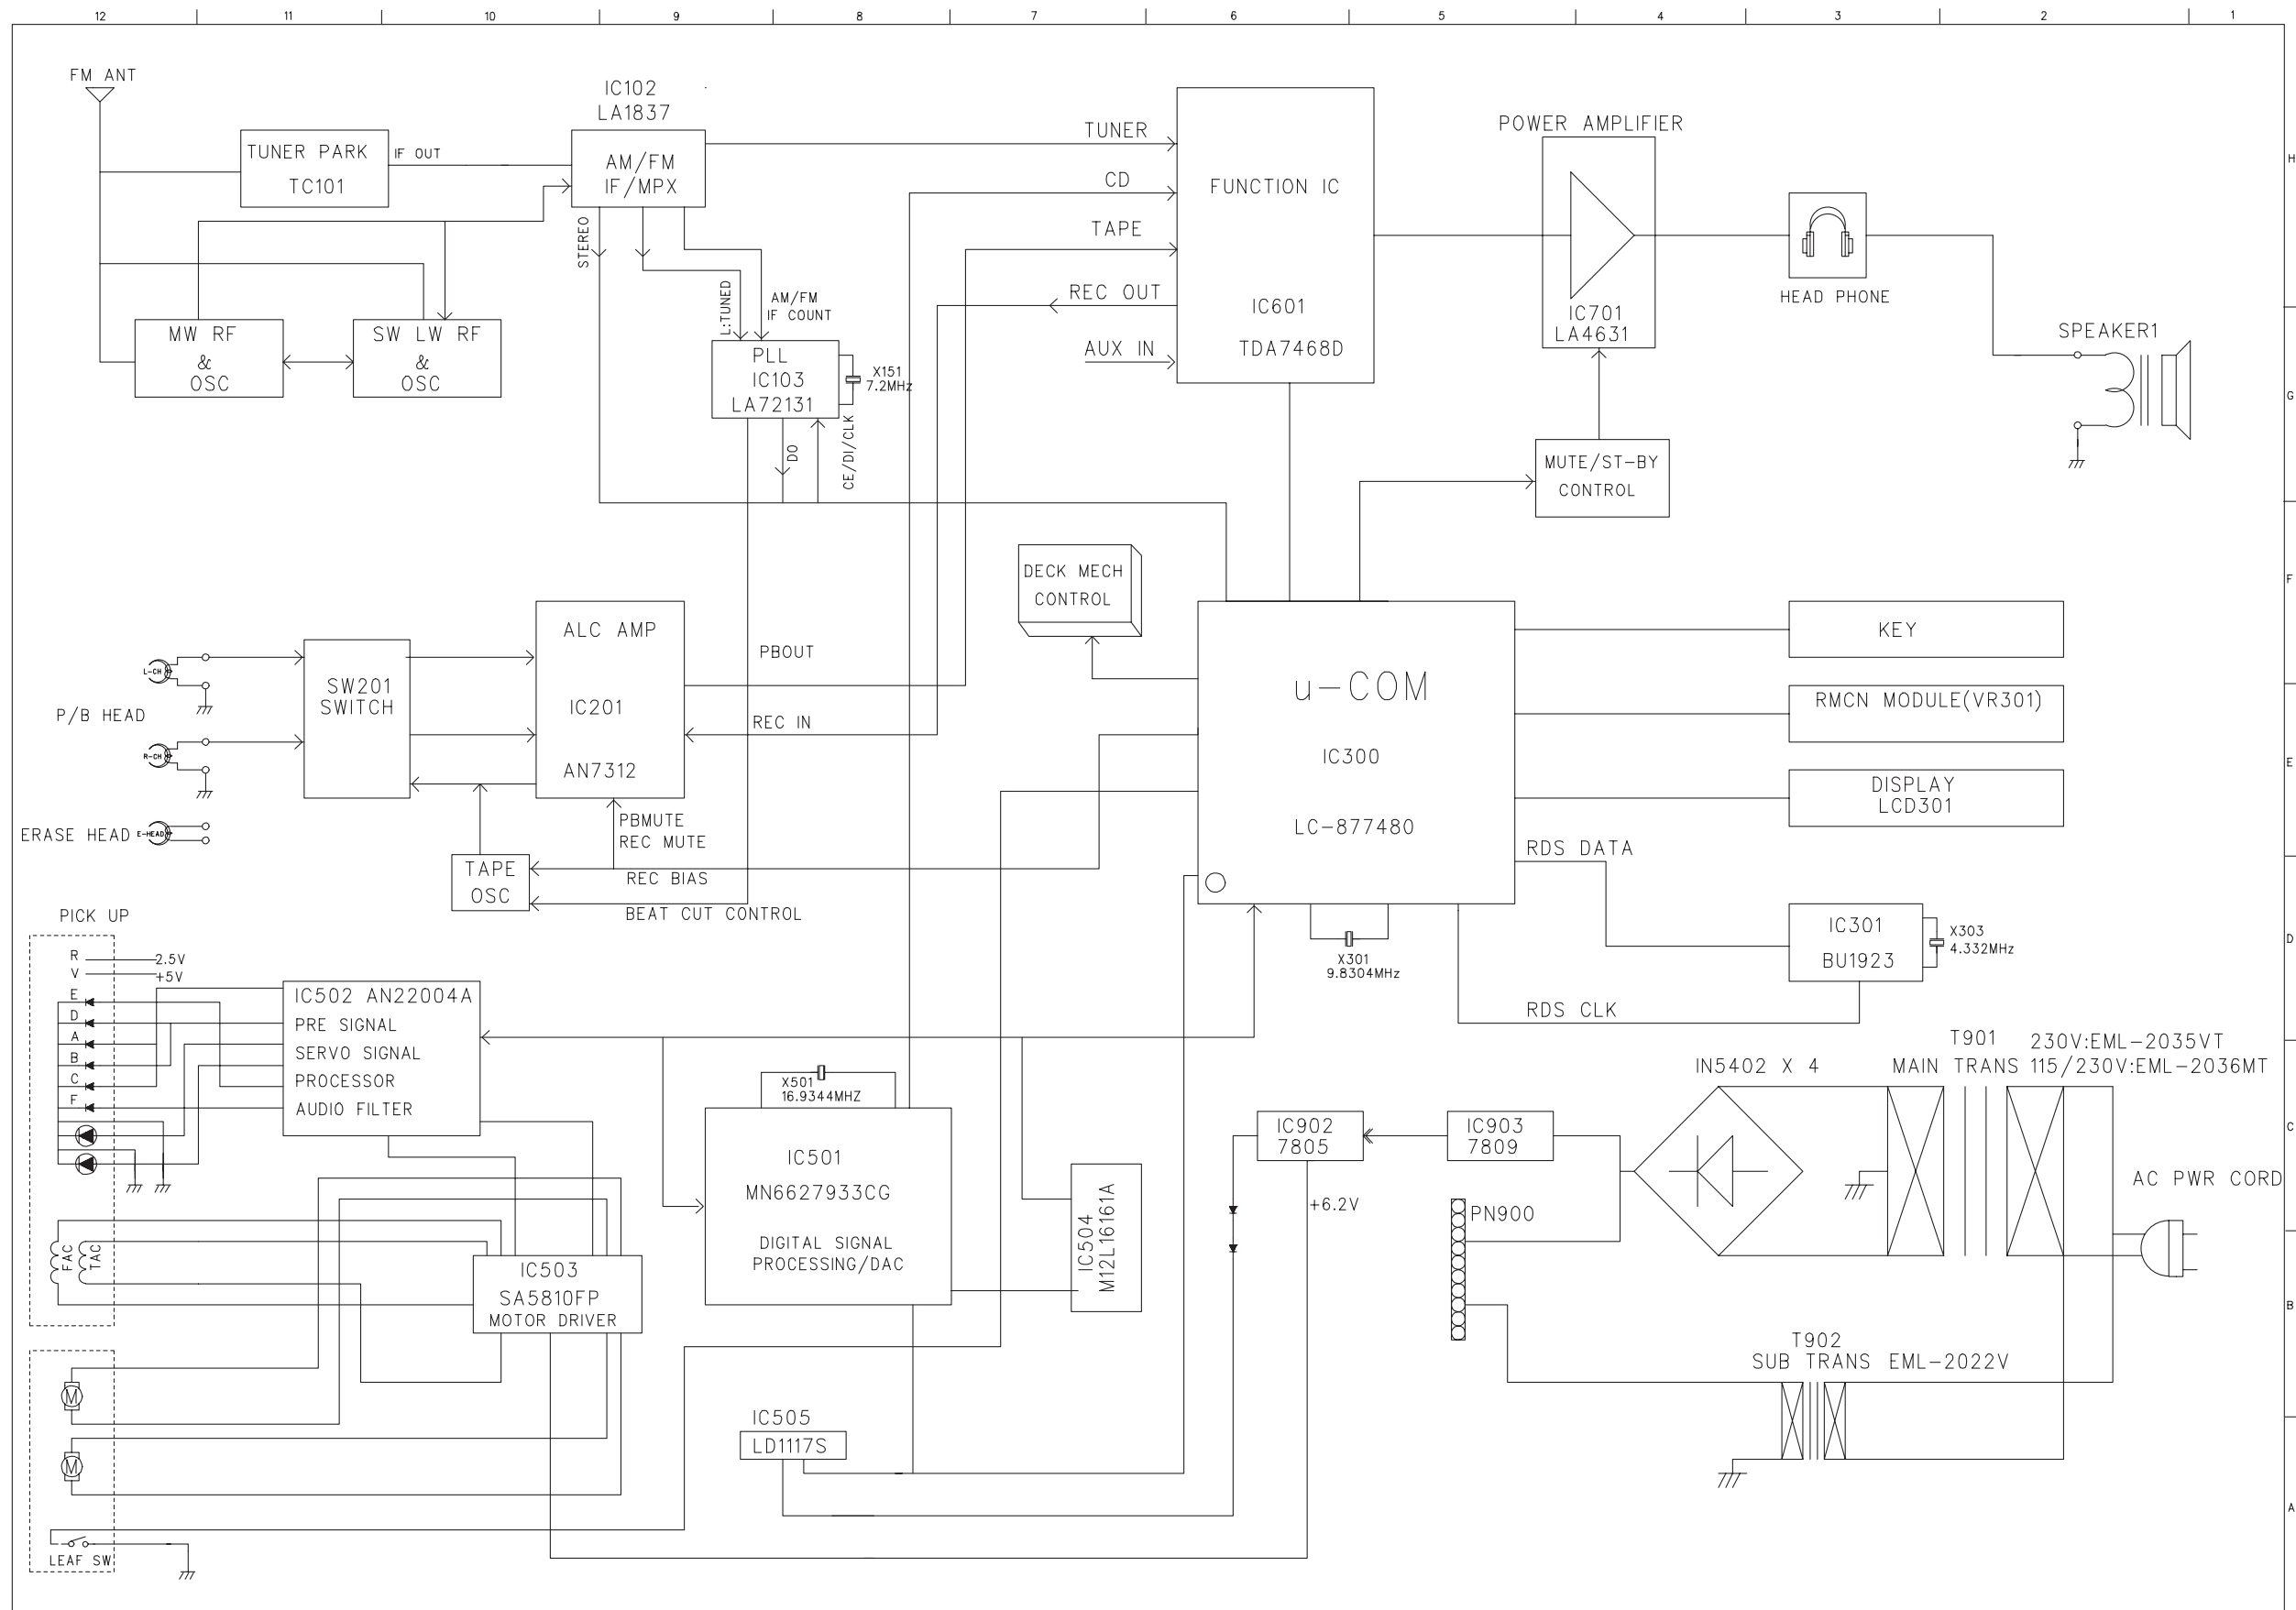 12 11 10 9 8 7 6 5 4 3 2 1
FM ANT
TUNER PARK
TC101
IF OUT
IC102
LA1837
AM/FM
IF/MPX
STEREO
L:TUNED
AM/FM
IF COUNT
MW RF
&
OSC
SW LW RF
&
OSC
PLL
IC103
LA72131
X151
7.2MHz
DO
CE/DI/CLK
TUNER
CD
TAPE
REC OUT
AUX IN
FUNCTION IC
IC601
TDA7468D
POWER AMPLIFIER
IC701
LA4631
HEAD PHONE
SPEAKER1
MUTE/ST-BY
CONTROL
H
G
F
E
D
C
B
A
DECK MECH
CONTROL
L-CH
P/B HEAD
R-CH
ERASE HEAD
E-HEAD
SW201
SWITCH
ALC AMP
IC201
AN7312
PBOUT
REC IN
PBMUTE
REC MUTE
TAPE
OSC
REC BIAS
BEAT CUT CONTROL
u-COM
IC300
LC-877480
KEY
RMCN MODULE(VR301)
DISPLAY
LCD301
RDS DATA
IC301
BU1923
X303
4.332MHz
RDS CLK
X301
9.8304MHz
PICK UP
R
2.5V
V
+5V
E
D
A
B
C
F
IC502 AN22004A
PRE SIGNAL
SERVO SIGNAL
PROCESSOR
AUDIO FILTER
FAC
TAC
IC503
SA5810FP
MOTOR DRIVER
M
M
LEAF SW
X501
16.9344MHZ
IC501
MN6627933CG
DIGITAL SIGNAL
PROCESSING/DAC
IC504
M12L16161A
IC505
LD1117S
IC902
7805
+6.2V
IC903
7809
PN900
IN5402 X 4
T901
MAIN TRANS
230V:EML-2035VT
115/230V:EML-2036MT
AC PWR CORD
T902
SUB TRANS EML-2022V